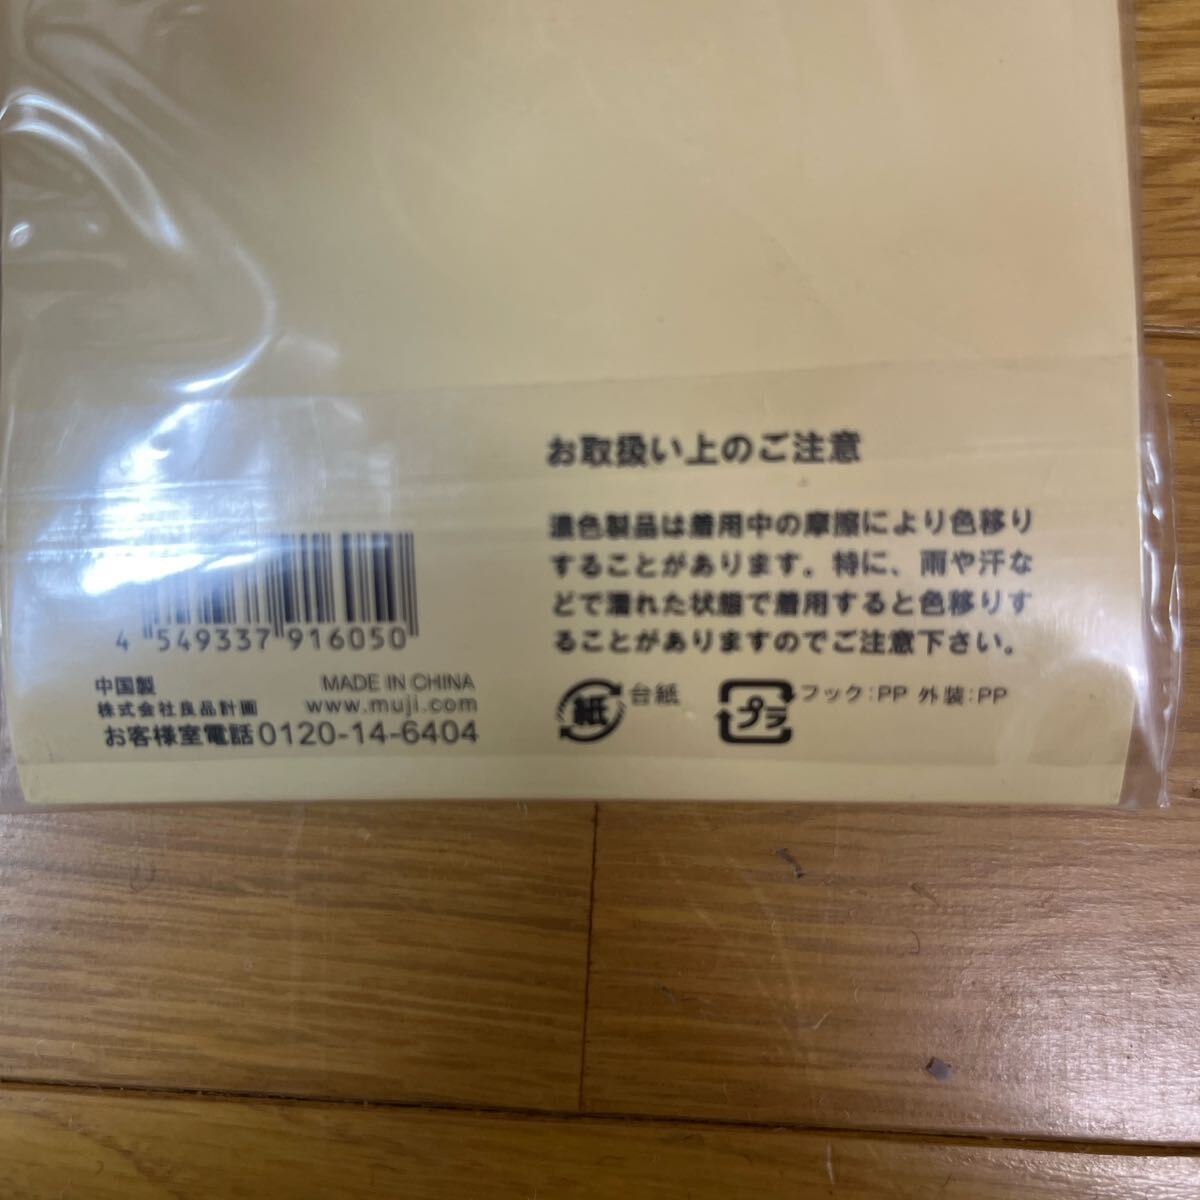 お取扱い上のご注意
濃色製品は着用中の摩擦により色移り
することがあります。特に、雨や汗な
どで濡れた状態で着用すると色移りす
ることがありますのでご注意下さい。
4 549337 916050
中国製 MADE IN CHINA
株式会社良品計画 www.muji.com
お客様室電話0120-14-6404
紙 台紙 プラ フック:PP 外装:PP